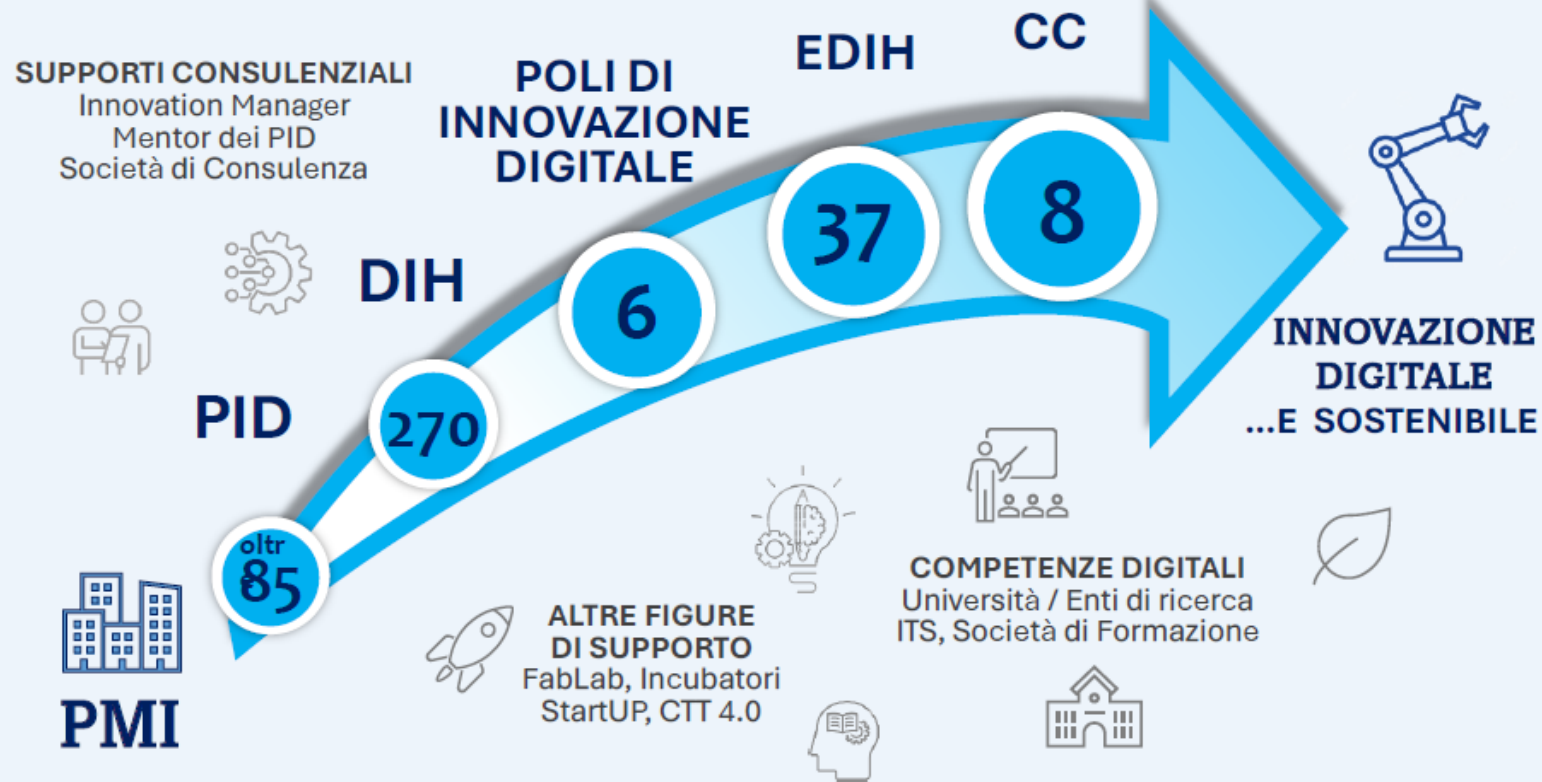 SUPPORTI CONSULENZIALI
Innovation Manager
Mentor dei PID
Società di Consulenza
POLI DI
INNOVAZIONE
DIGITALE
EDIH
CC
DIH
PID
oltr
85
270
6
37
8
PMI
INNOVAZIONE
DIGITALE
...E SOSTENIBILE
ALTRE FIGURE
DI SUPPORTO
FabLab, Incubatori
StartUP, CTT 4.0
COMPETENZE DIGITALI
Università / Enti di ricerca
ITS, Società di Formazione